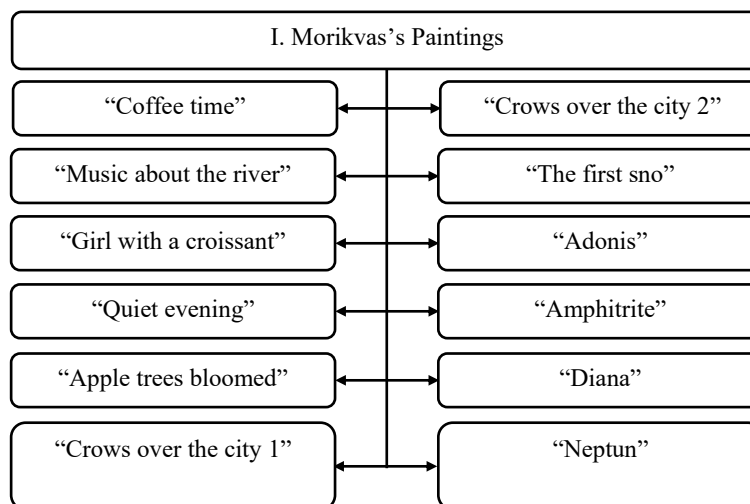 I. Morikvas’s Paintings
“Coffee time”
“Crows over the city 2”
“Music about the river”
“The first sno”
“Girl with a croissant”
“Adonis”
“Quiet evening”
“Amphitrite”
“Apple trees bloomed”
“Diana”
“Crows over the city 1”
“Neptun”